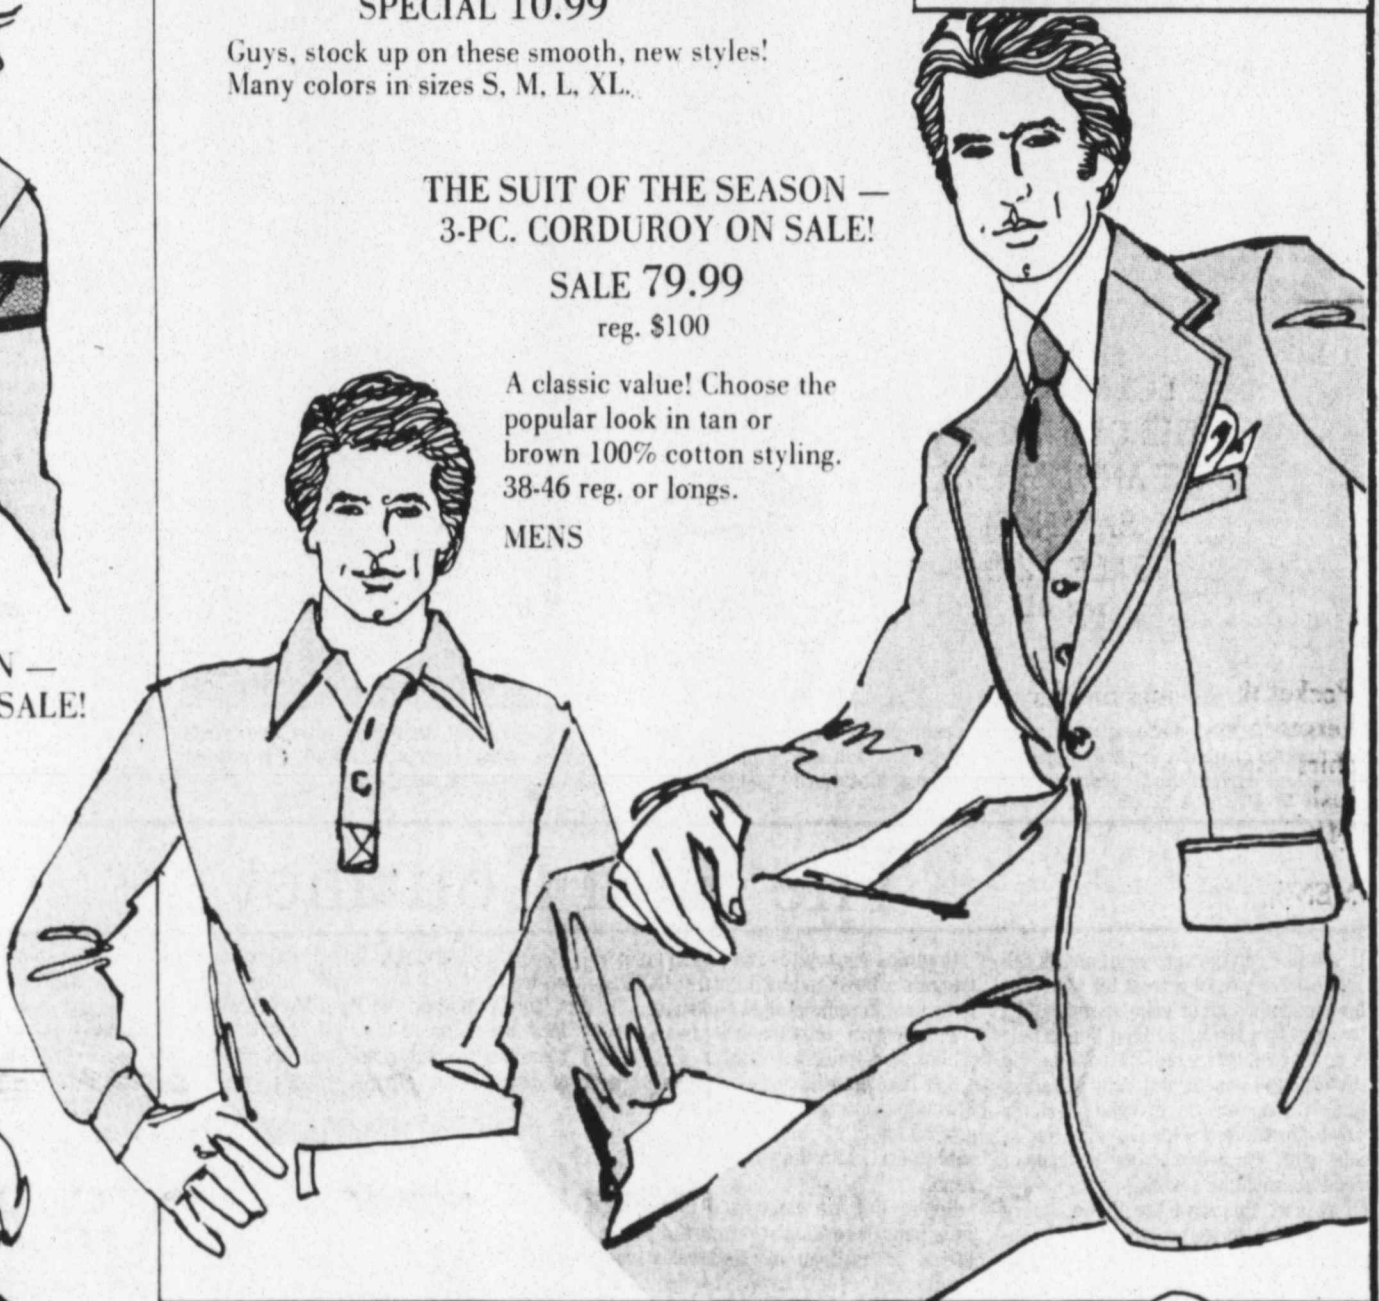 SPECIAL 10.99
Guys, stock up on these smooth, new styles!
Many colors in sizes S, M, L, XL.
THE SUIT OF THE SEASON —
3-PC. CORDUROY ON SALE!
SALE 79.99
reg. $100
A classic value! Choose the
popular look in tan or
brown 100% cotton styling.
38-46 reg. or longs.
MENS
N —
SALE!